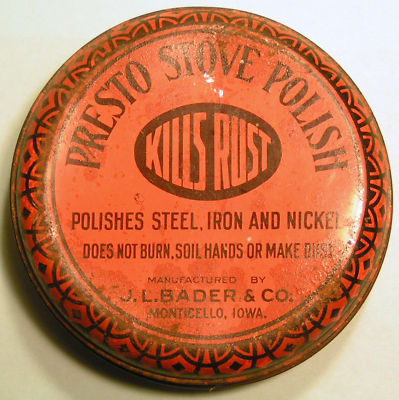 PRESTO STOVE POLISH
KILLS RUST
POLISHES STEEL, IRON AND NICKEL
DOES NOT BURN, SOIL HANDS OR MAKE DUST
MANUFACTURED BY
J. L. BADER & CO.
MONTICELLO, IOWA.